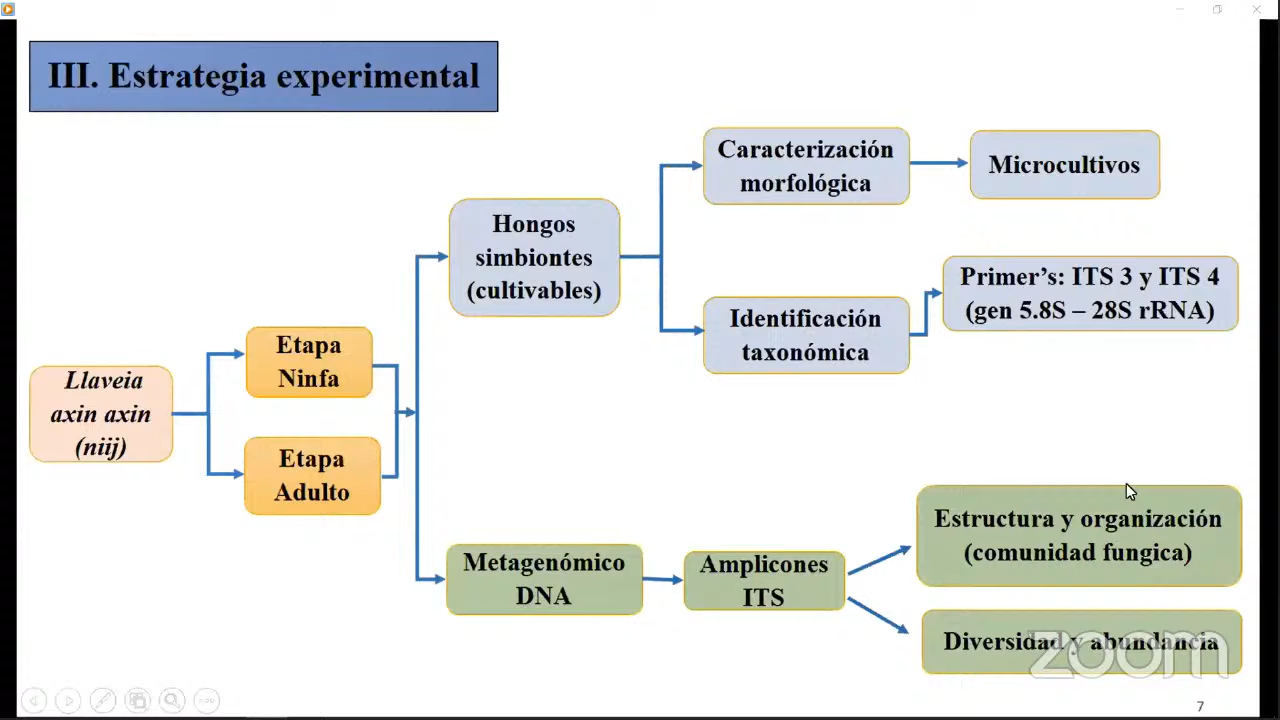 III. Estrategia experimental
Caracterización
morfológica
Microcultivos
Hongos
simbiontes
(cultivables)
Primer’s: ITS 3 y ITS 4
(gen 5.8S – 28S rRNA)
Identificación
taxonómica
Etapa
Ninfa
Llaveia
axin axin
(niij)
Etapa
Adulto
Estructura y organización
(comunidad fungica)
Metagenómico
DNA
Amplicones
ITS
Diversidad y abundancia
zoom
7